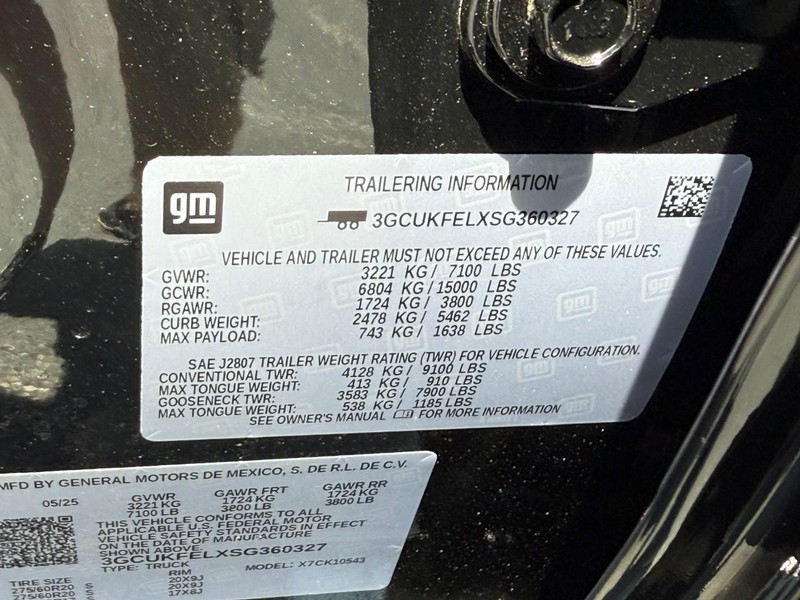 gm
TRAILERING INFORMATION
3GCUKFELXSG360327
VEHICLE AND TRAILER MUST NOT EXCEED ANY OF THESE VALUES.
GVWR: 3221 KG / 7100 LBS
GCWR: 6804 KG / 15000 LBS
RGAWR: 1724 KG / 3800 LBS
CURB WEIGHT: 2478 KG / 5462 LBS
MAX PAYLOAD: 743 KG / 1638 LBS
SAE J2807 TRAILER WEIGHT RATING (TWR) FOR VEHICLE CONFIGURATION.
CONVENTIONAL TWR: 4128 KG / 9100 LBS
MAX TONGUE WEIGHT: 413 KG / 910 LBS
GOOSENECK TWR: 3583 KG / 7900 LBS
MAX TONGUE WEIGHT: 538 KG / 1185 LBS
SEE OWNER'S MANUAL FOR MORE INFORMATION
MFD BY GENERAL MOTORS DE MEXICO, S. DE R.L. DE C.V.
05/25 GVWR GAWR FRT GAWR RR
3221 KG 1724 KG 1724 KG
7100 LB 3800 LB 3800 LB
THIS VEHICLE CONFORMS TO ALL
APPLICABLE U.S. FEDERAL MOTOR
VEHICLE SAFETY STANDARDS IN EFFECT
ON THE DATE OF MANUFACTURE
SHOWN ABOVE.
3GCUKFELXSG360327
TYPE: TRUCK MODEL: X7CK10543
TIRE SIZE RIM
275/60R20 S 20X9J
275/60R20 S 20X9J
17X8J